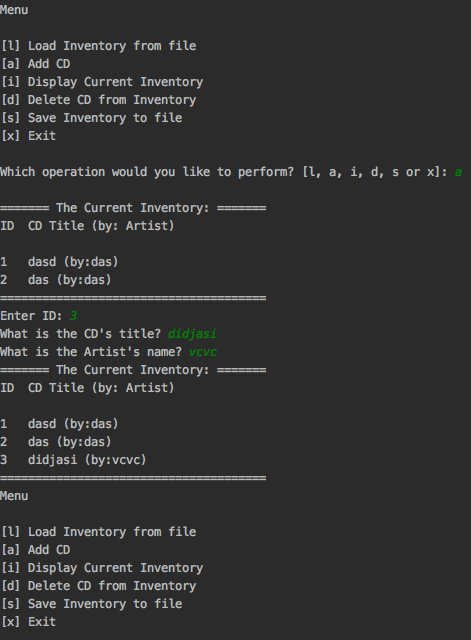 Menu
[l] Load Inventory from file
[a] Add CD
[i] Display Current Inventory
[d] Delete CD from Inventory
[s] Save Inventory to file
[x] Exit
Which operation would you like to perform? [l, a, i, d, s or x]: a
======= The Current Inventory: =======
ID  CD Title (by: Artist)
1   dasd (by:das)
2   das (by:das)
======================================
Enter ID: 3
What is the CD's title? didjasi
What is the Artist's name? vcvc
======= The Current Inventory: =======
ID  CD Title (by: Artist)
1   dasd (by:das)
2   das (by:das)
3   didjasi (by:vcvc)
======================================
Menu
[l] Load Inventory from file
[a] Add CD
[i] Display Current Inventory
[d] Delete CD from Inventory
[s] Save Inventory to file
[x] Exit